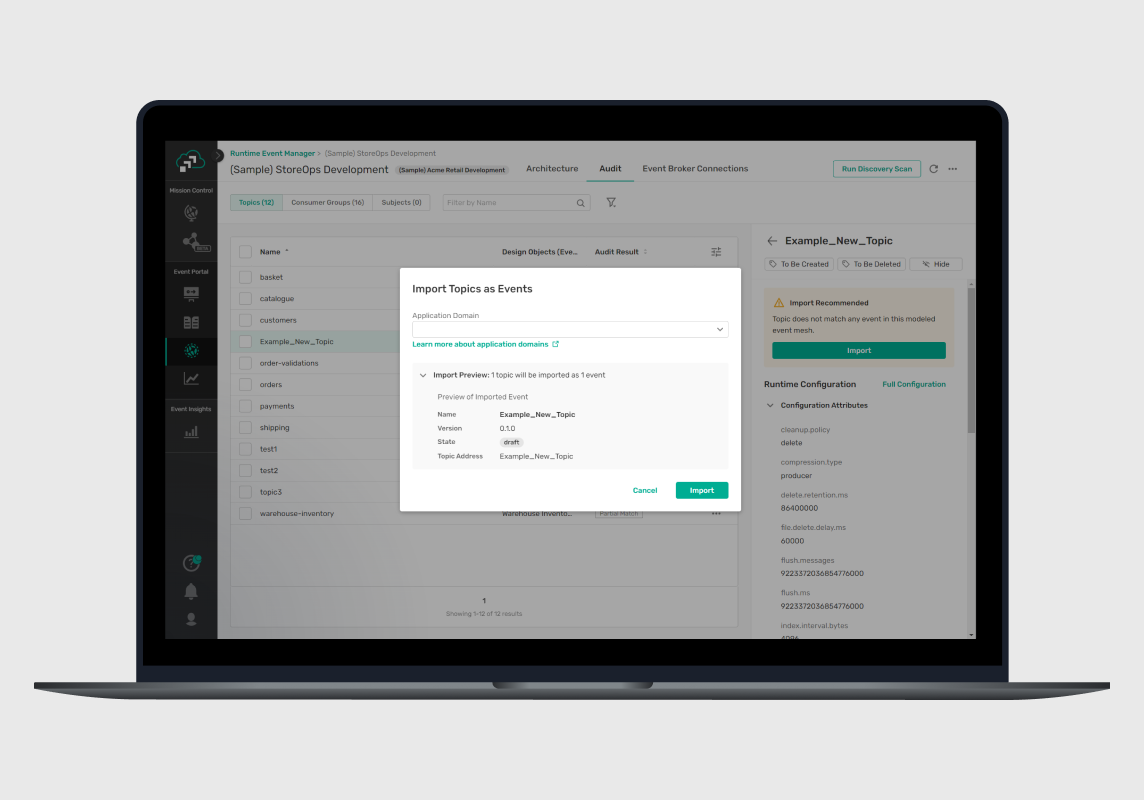 Runtime Event Manager › (Sample) StoreOps Development
(Sample) StoreOps Development (Sample) Acme Retail Development
Architecture
Audit
Event Broker Connections
Run Discovery Scan
Mission Control
Event Portal
Event Insights
Topics (12)
Consumer Groups (16)
Subjects (0)
Filter by Name
Name
Design Objects (Eve...
Audit Result
basket
catalogue
customers
Example_New_Topic
order-validations
orders
payments
shipping
test1
test2
topic3
warehouse-inventory
Warehouse Invento...
Partial Match
1
Showing 1-12 of 12 results
Import Topics as Events
Application Domain
Learn more about application domains
Import Preview: 1 topic will be imported as 1 event
Preview of Imported Event
Name Example_New_Topic
Version 0.1.0
State draft
Topic Address Example_New_Topic
Cancel
Import
Example_New_Topic
To Be Created
To Be Deleted
Hide
Import Recommended
Topic does not match any event in this modeled
event mesh.
Import
Runtime Configuration
Full Configuration
Configuration Attributes
cleanup.policy
delete
compression.type
producer
delete.retention.ms
86400000
file.delete.delay.ms
60000
flush.messages
9223372036854776000
flush.ms
9223372036854776000
index.interval.bytes
4096